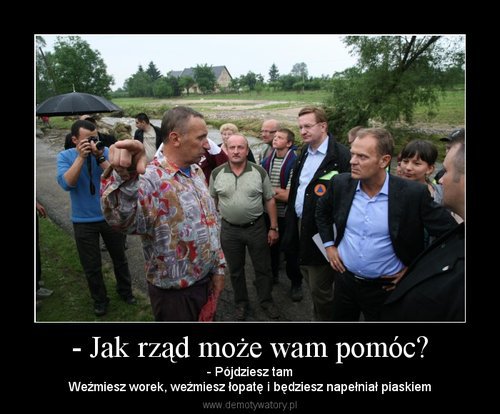 - Jak rząd może wam pomóc?
- Pójdziesz tam
Weźmiesz worek, weźmiesz łopatę i będziesz napełniał piaskiem
www.demotywatory.pl